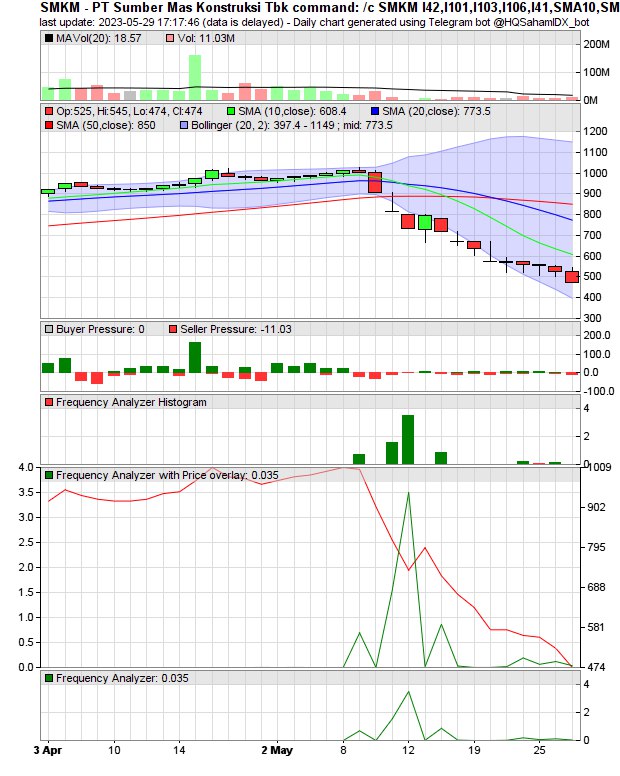 SMKM - PT Sumber Mas Konstruksi Tbk command: /c SMKM I42,I101,I103,I106,I41,SMA10,SM
last update: 2023-05-29 17:17:46 (data is delayed) - Daily chart generated using Telegram bot @HQSahamIDX_bot
MAVol(20): 18.57 Vol: 11.03M
200M
100M
0M
Op:525, Hi:545, Lo:474, Cl:474 SMA (10,close): 608.4 SMA (20,close): 773.5
SMA (50,close): 850 Bollinger (20, 2): 397.4 - 1149 ; mid: 773.5
1200
1100
1000
900
800
700
600
500
400
300
Buyer Pressure: 0 Seller Pressure: -11.03
200.0
100.0
0.0
-100.0
Frequency Analyzer Histogram
4
2
0
Frequency Analyzer with Price overlay: 0.035
4.0
3.5
3.0
2.5
2.0
1.5
1.0
0.5
0.0
1009
902
795
688
581
474
Frequency Analyzer: 0.035
4
2
0
3 Apr 10 14 2 May 8 12 19 25